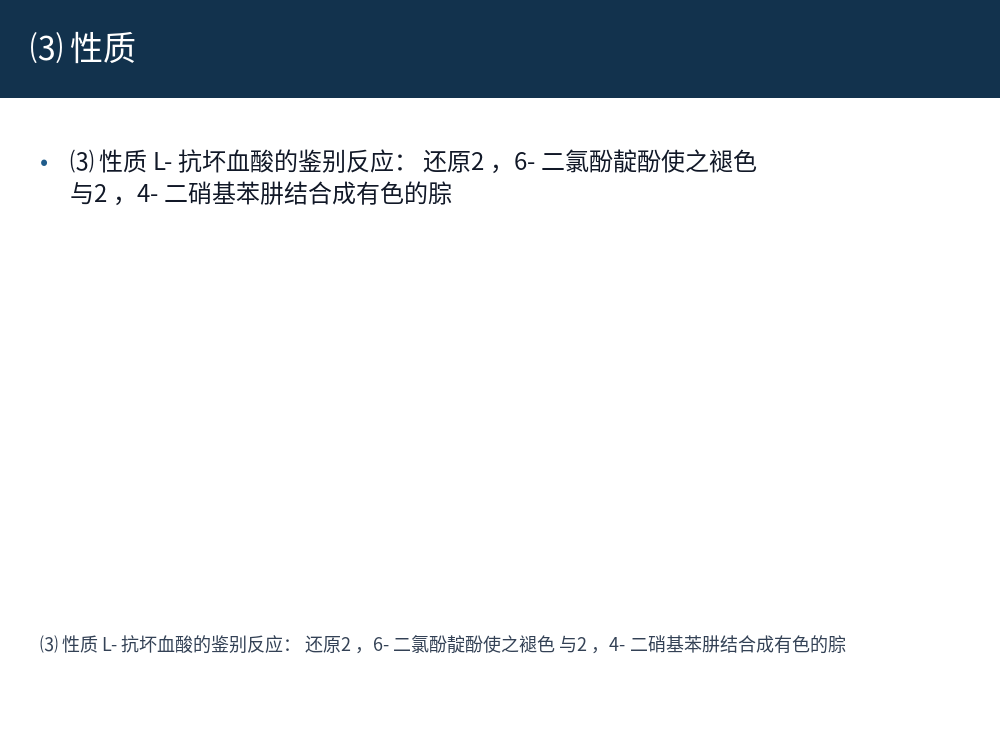 ⑶ 性质
• ⑶ 性质 L- 抗坏血酸的鉴别反应： 还原2 ，6- 二氯酚靛酚使之褪色
与2 ，4- 二硝基苯肼结合成有色的腙
⑶ 性质 L- 抗坏血酸的鉴别反应： 还原2 ，6- 二氯酚靛酚使之褪色 与2 ，4- 二硝基苯肼结合成有色的腙